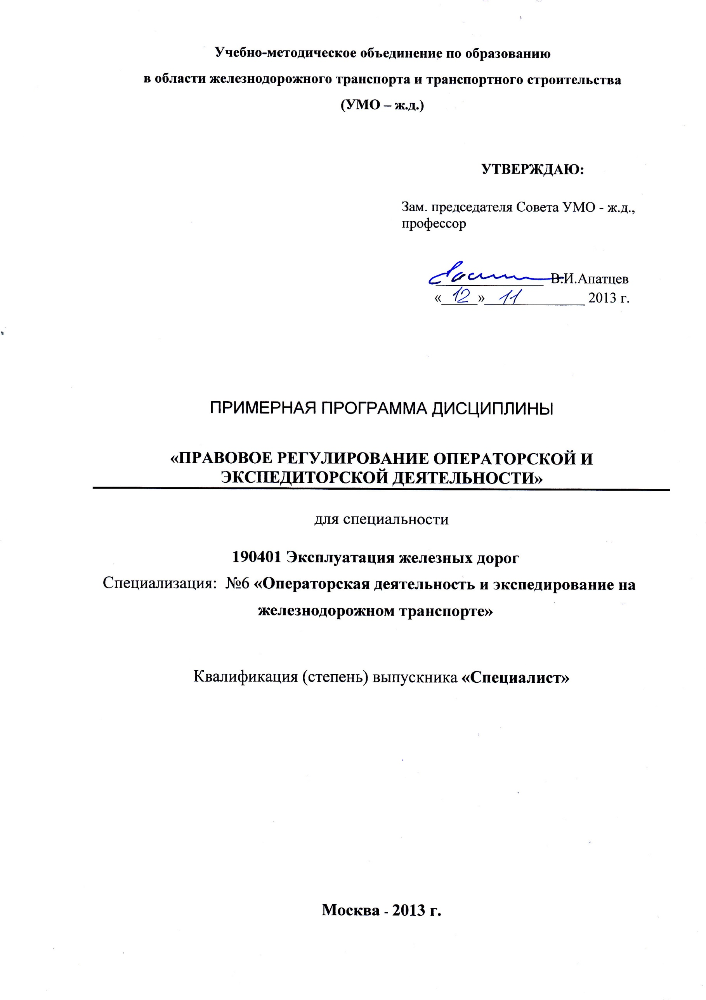 Учебно-методическое объединение по образованию
в области железнодорожного транспорта и транспортного строительства
(УМО – ж.д.)
УТВЕРЖДАЮ:
Зам. председателя Совета УМО - ж.д.,
профессор
В.И.Апатцев
«12» 11 2013 г.
ПРИМЕРНАЯ ПРОГРАММА ДИСЦИПЛИНЫ
«ПРАВОВОЕ РЕГУЛИРОВАНИЕ ОПЕРАТОРСКОЙ И
ЭКСПЕДИТОРСКОЙ ДЕЯТЕЛЬНОСТИ»
для специальности
190401 Эксплуатация железных дорог
Специализация: №6 «Операторская деятельность и экспедирование на
железнодорожном транспорте»
Квалификация (степень) выпускника «Специалист»
Москва - 2013 г.